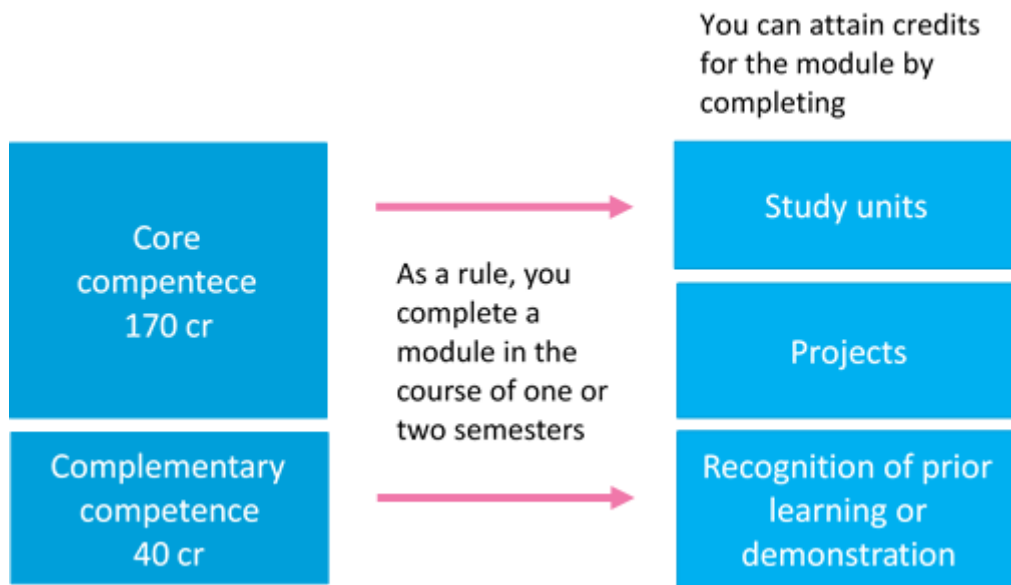 You can attain credits
for the module by
completing
Core
compentece
170 cr
Complementary
competence
40 cr
As a rule, you
complete a
module in the
course of one or
two semesters
Study units
Projects
Recognition of prior
learning or
demonstration